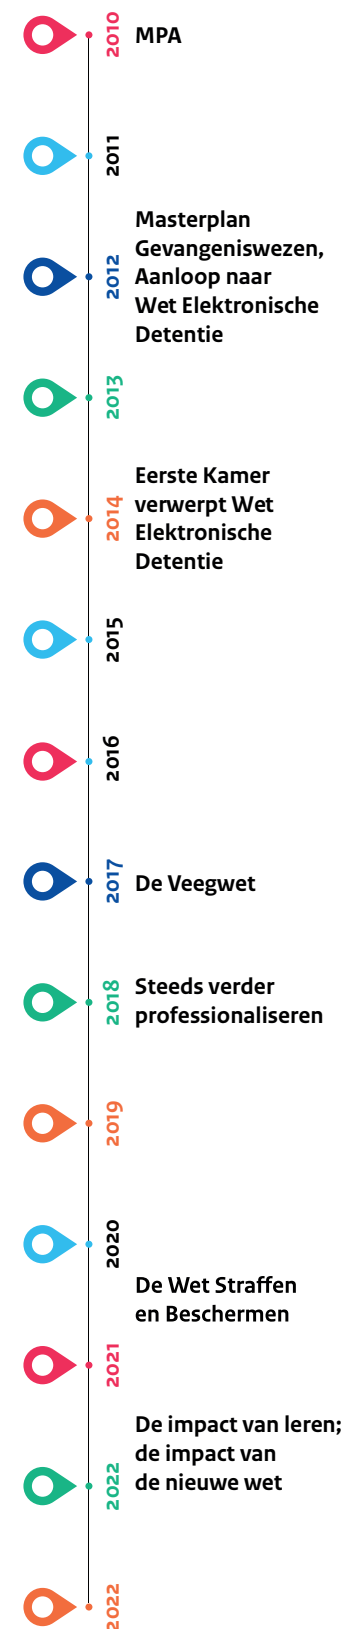 2010
MPA
2011
2012
Masterplan
Gevangeniswezen,
Aanloop naar
Wet Elektronische
Detentie
2013
2014
Eerste Kamer
verwerpt Wet
Elektronische
Detentie
2015
2016
2017
De Veegwet
2018
Steeds verder
professionaliseren
2019
2020
De Wet Straffen
en Beschermen
2021
De impact van leren;
de impact van
de nieuwe wet
2022
2022